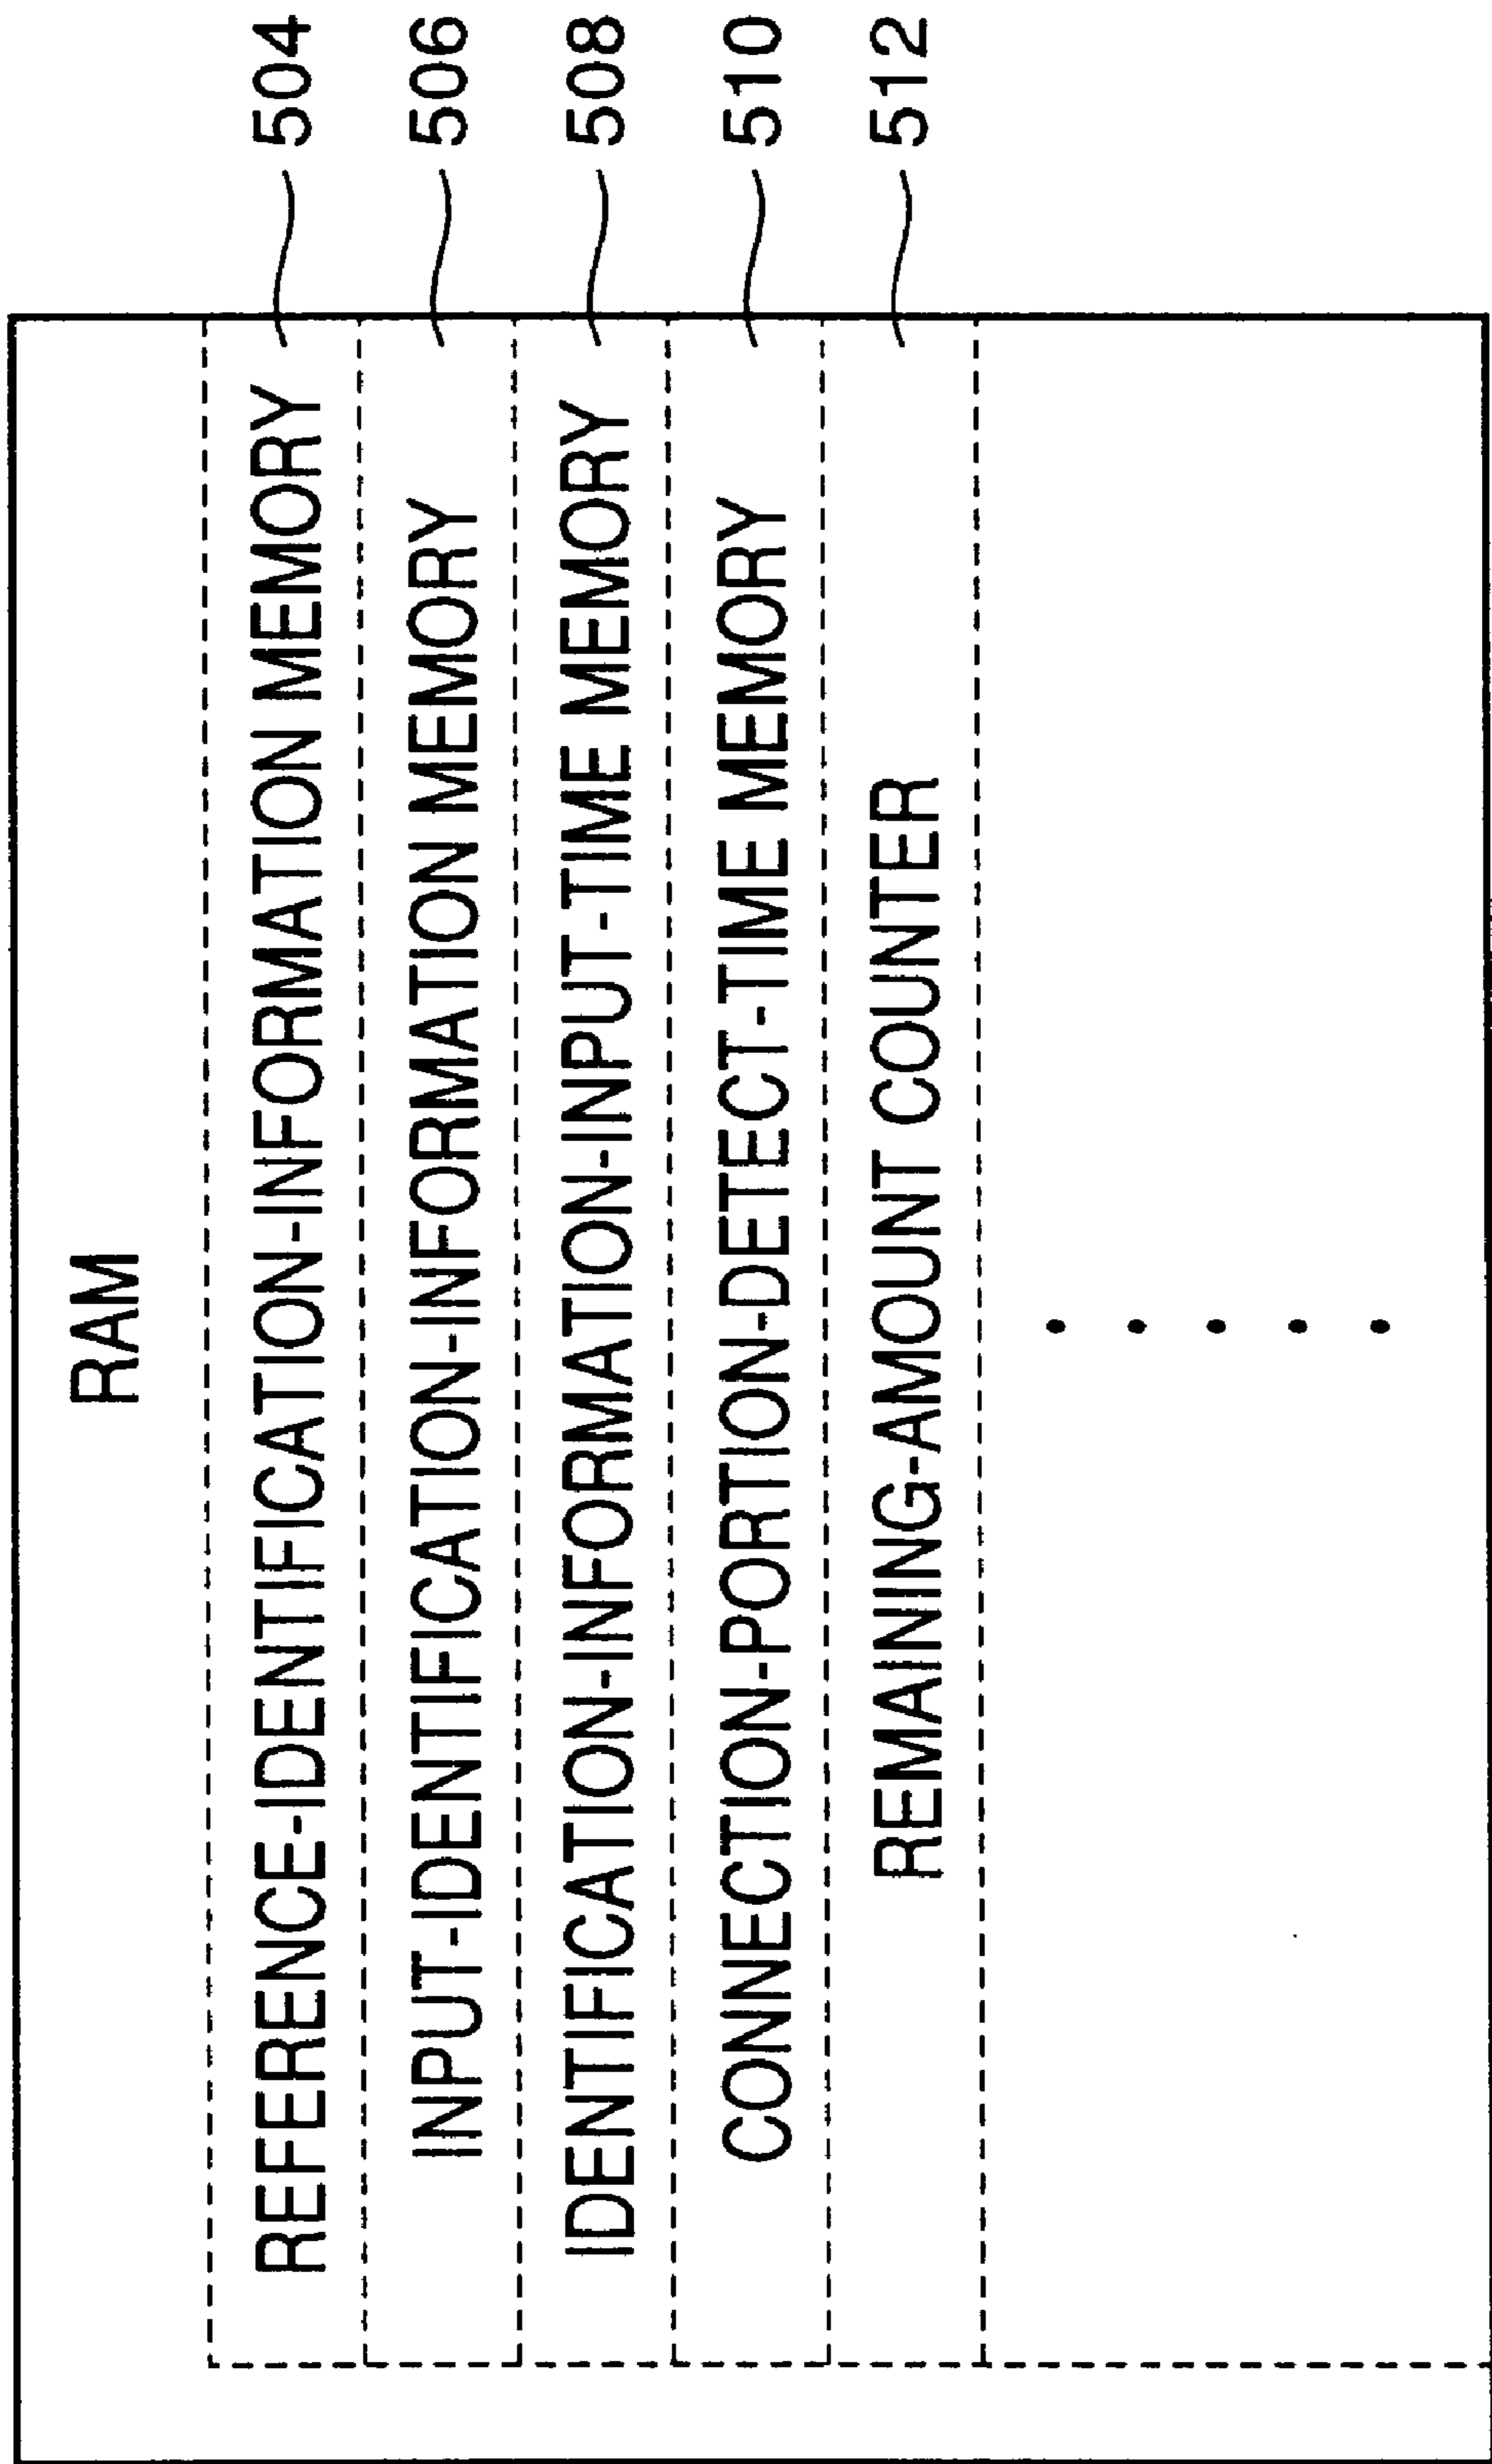 RAM
REFERENCE-IDENTIFICATION-INFORMATION MEMORY 504
INPUT-IDENTIFICATION-INFORMATION MEMORY 506
IDENTIFICATION-INFORMATION-INPUT-TIME MEMORY 508
CONNECTION-PORTION-DETECT-TIME MEMORY 510
REMAINING-AMOUNT COUNTER 512